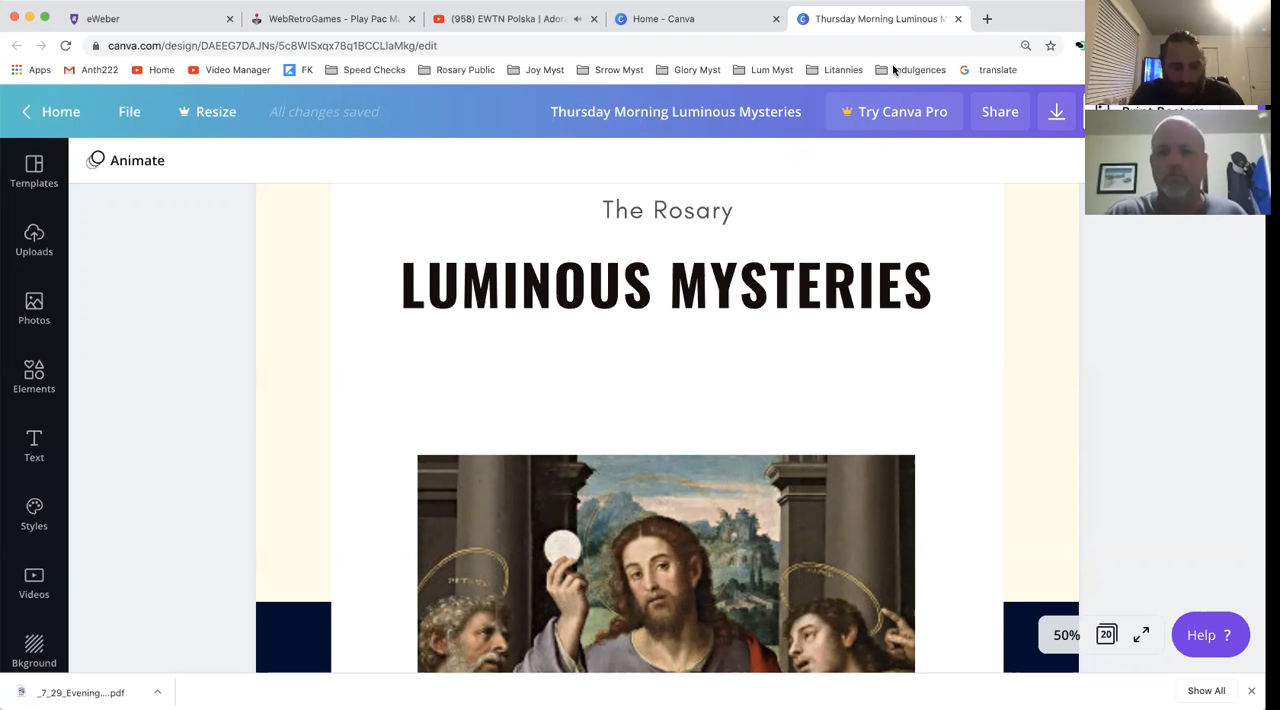 eWeber
WebRetroGames - Play Pac Ma
(958) EWTN Polska | Ador
Home - Canva
Thursday Morning Luminous M
canva.com/design/DAEEG7DAJNs/5c8WISxqx78q1BCCLlaMkg/edit
Apps
Anth222
Home
Video Manager
FK
Speed Checks
Rosary Public
Joy Myst
Srrow Myst
Glory Myst
Lum Myst
Litannies
Indulgences
translate
Home
File
Resize
All changes saved
Thursday Morning Luminous Mysteries
Try Canva Pro
Share
Animate
Templates
Uploads
Photos
Elements
Text
Styles
Videos
Bkground
The Rosary
LUMINOUS MYSTERIES
50%
20
Help ?
_7_29_Evening....pdf
Show All